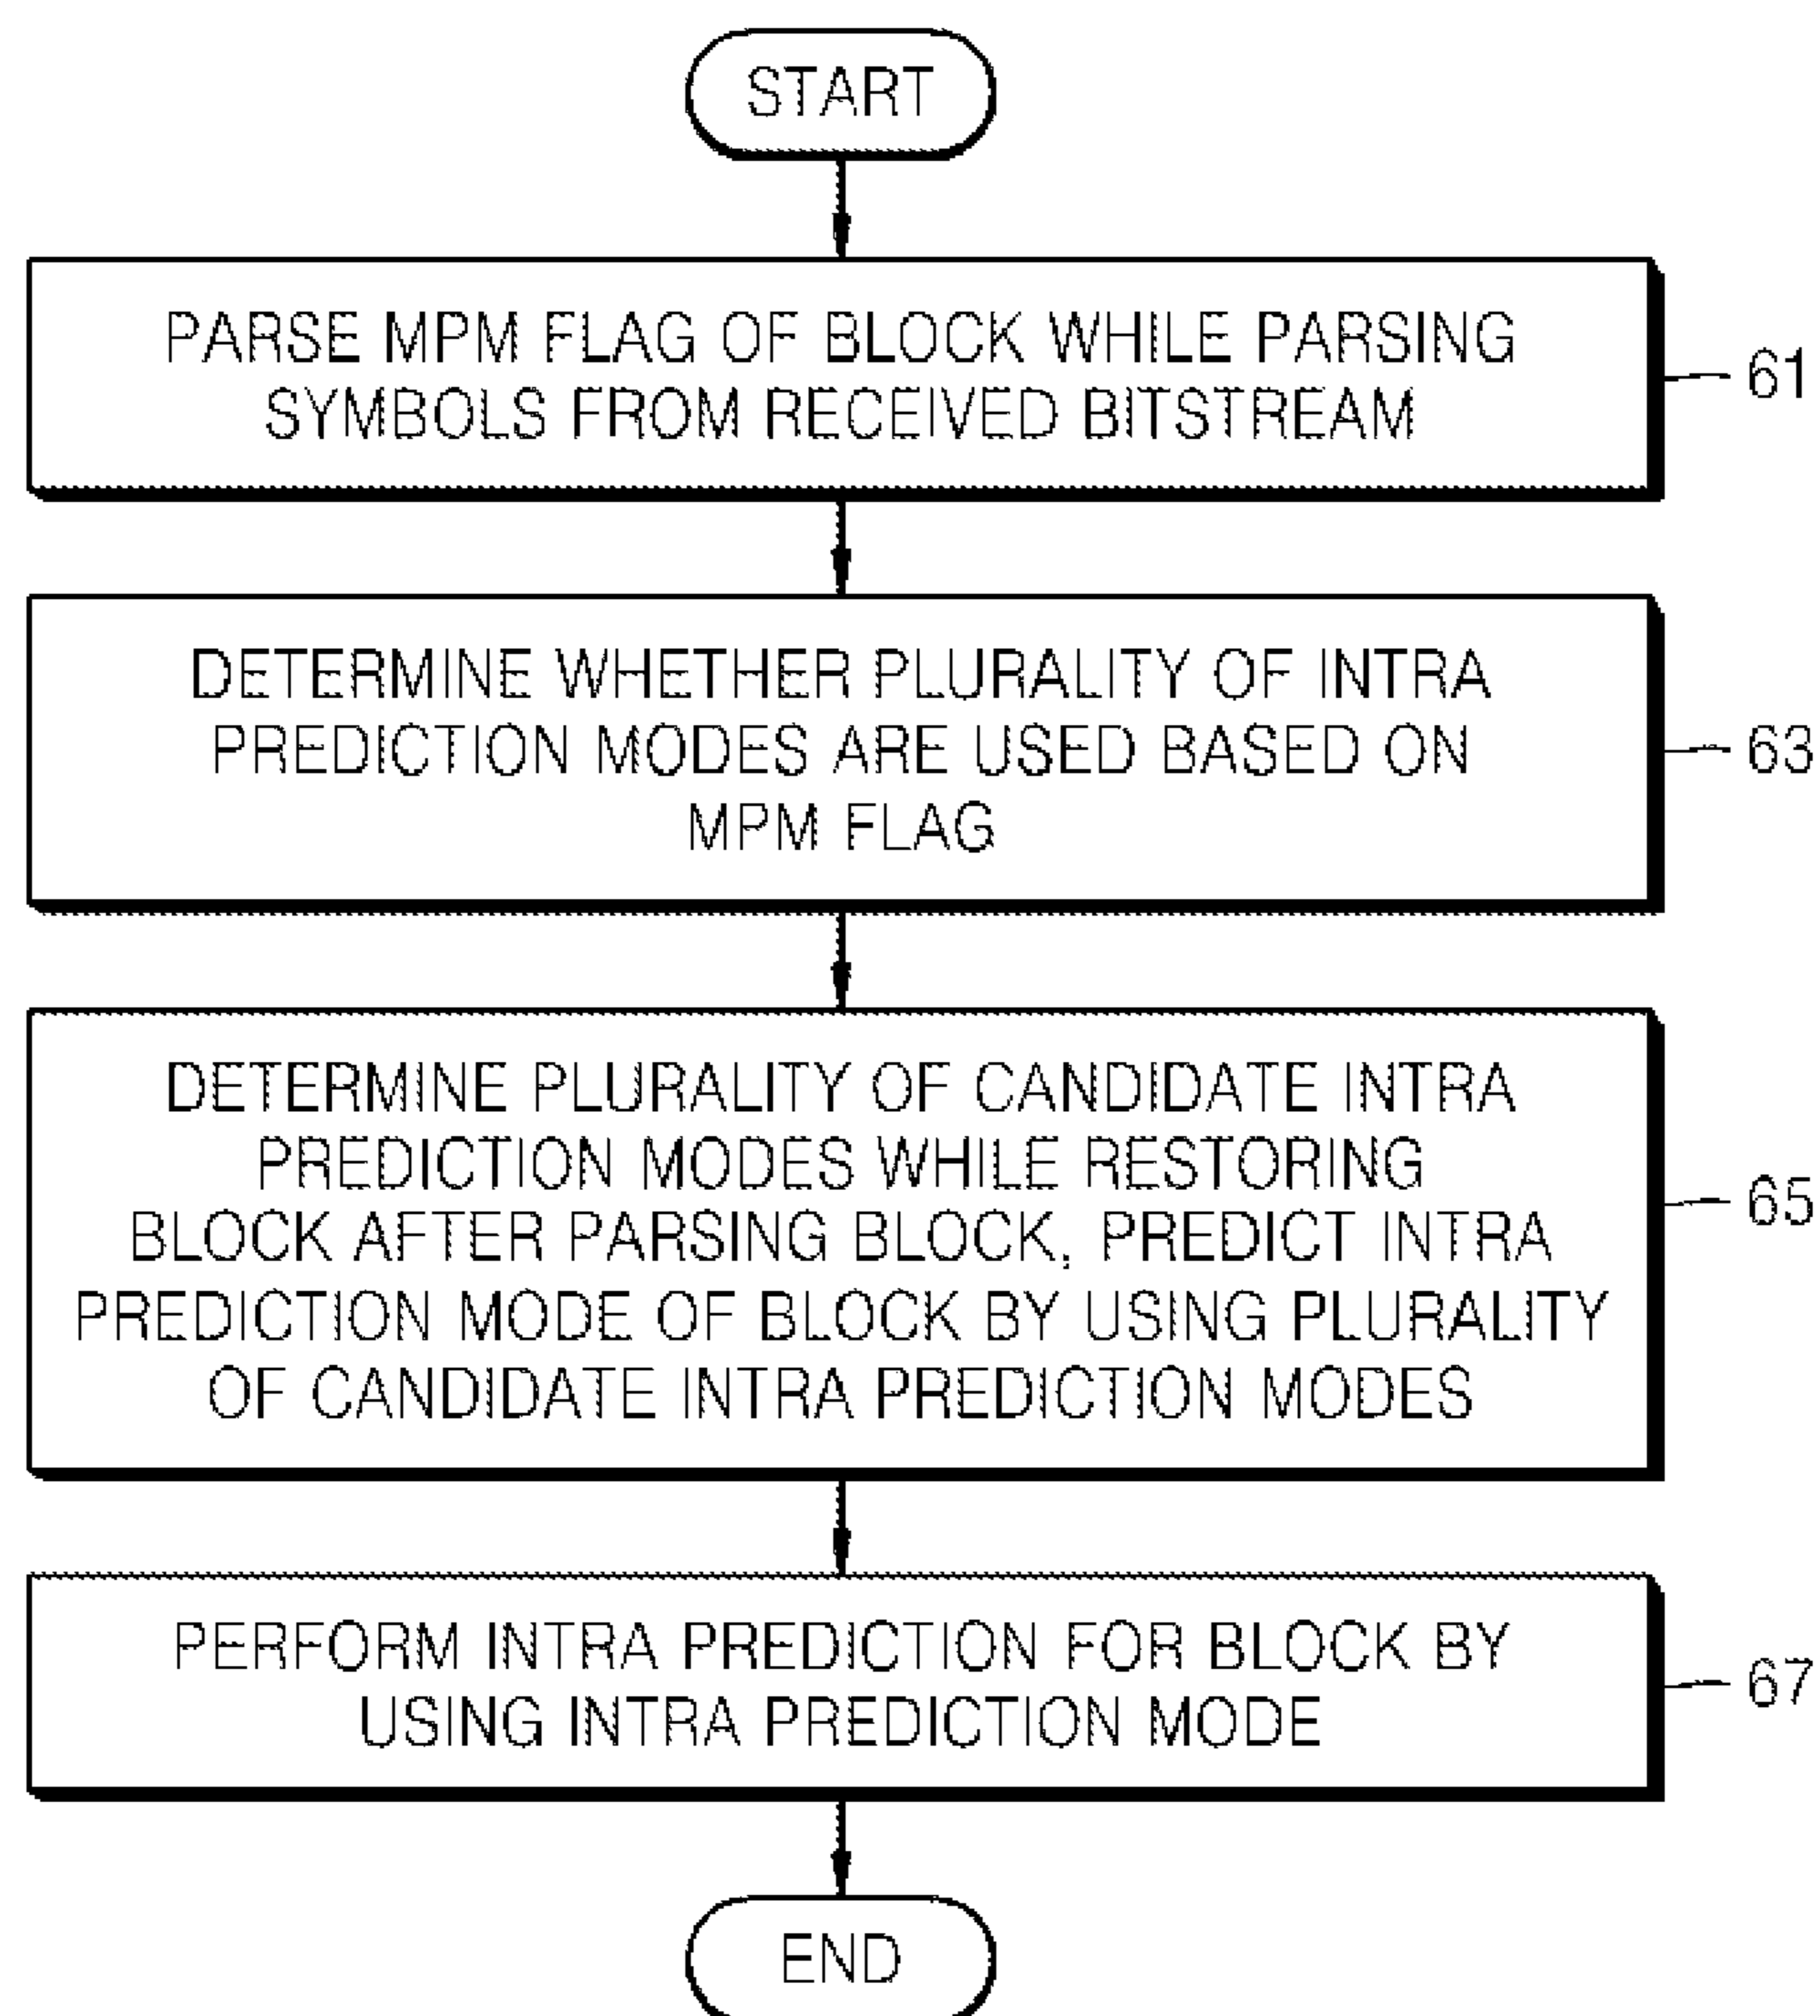 START
PARSE MPM FLAG OF BLOCK WHILE PARSING
SYMBOLS FROM RECEIVED BITSTREAM
61
DETERMINE WHETHER PLURALITY OF INTRA
PREDICTION MODES ARE USED BASED ON
MPM FLAG
63
DETERMINE PLURALITY OF CANDIDATE INTRA
PREDICTION MODES WHILE RESTORING
BLOCK AFTER PARSING BLOCK, PREDICT INTRA
PREDICTION MODE OF BLOCK BY USING PLURALITY
OF CANDIDATE INTRA PREDICTION MODES
65
PERFORM INTRA PREDICTION FOR BLOCK BY
USING INTRA PREDICTION MODE
67
END